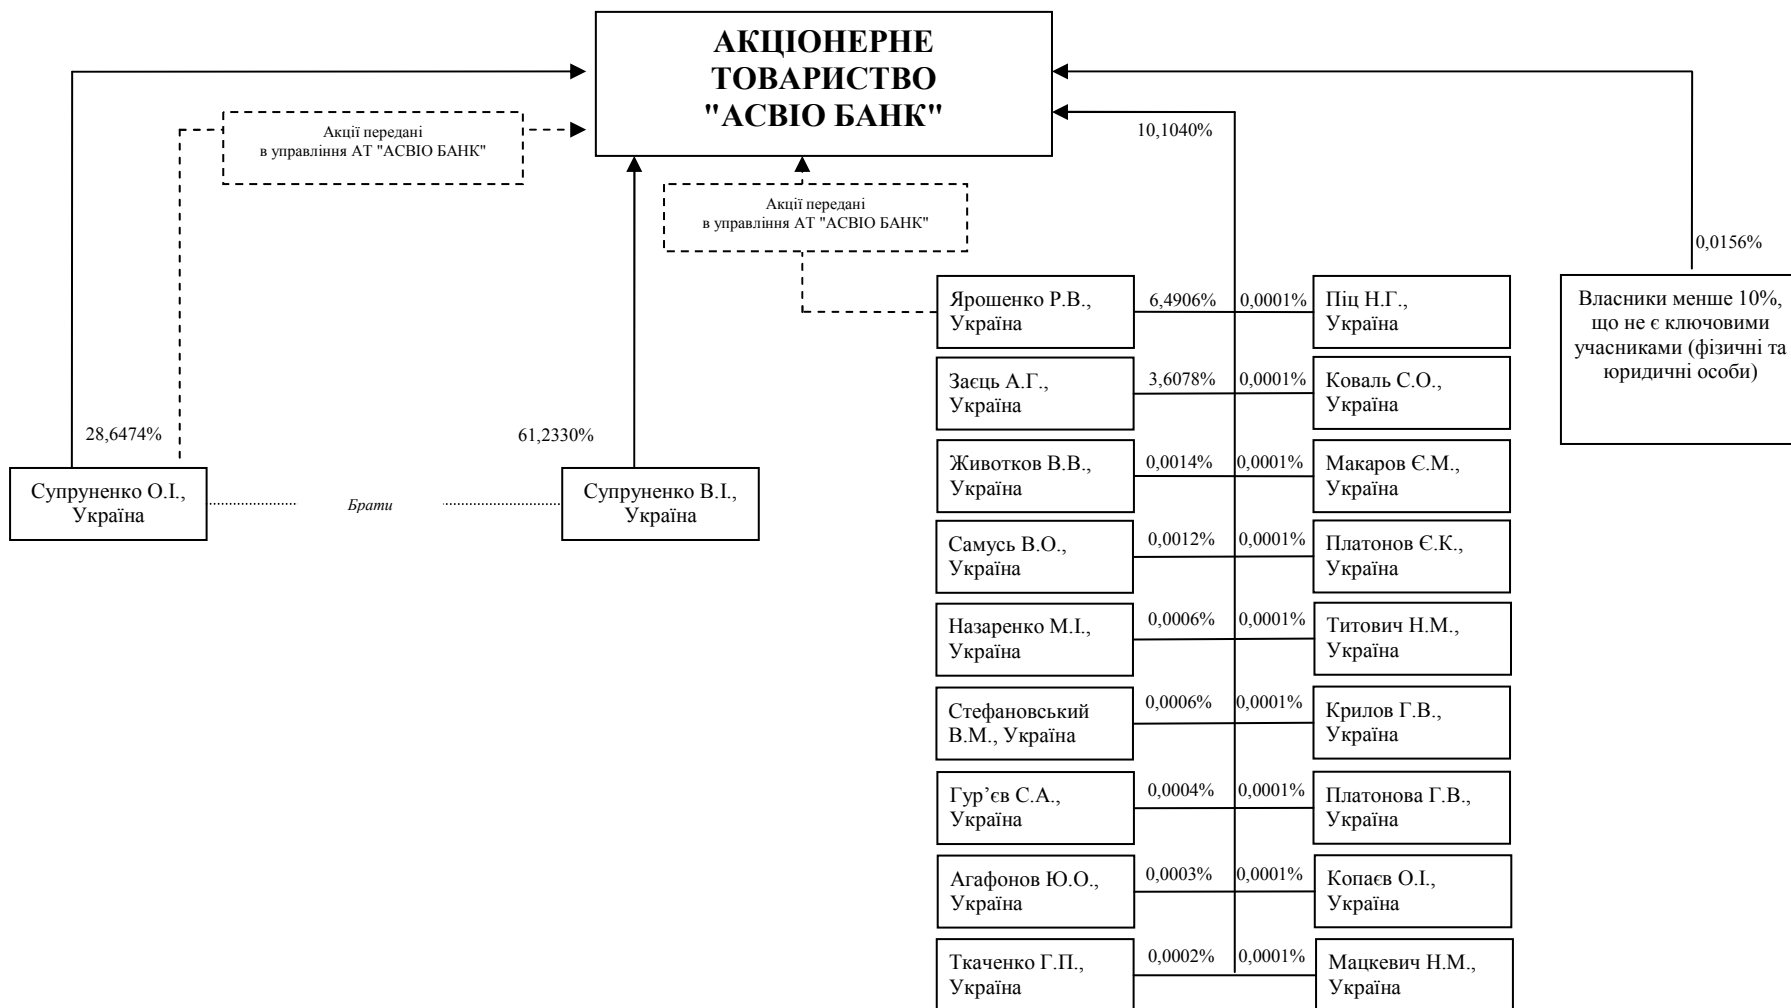 АКЦІОНЕРНЕ
ТОВАРИСТВО
"АСВІО БАНК"
Акції передані
в управління АТ "АСВІО БАНК"
10,1040%
Акції передані
в управління АТ "АСВІО БАНК"
0,0156%
Ярошенко Р.В.,
Україна
6,4906%
0,0001%
Піц Н.Г.,
Україна
Власники менше 10%,
що не є ключовими
учасниками (фізичні та
юридичні особи)
Заєць А.Г.,
Україна
3,6078%
0,0001%
Коваль С.О.,
Україна
28,6474%
61,2330%
Супруненко О.І.,
Україна
Брати
Супруненко В.І.,
Україна
Животков В.В.,
Україна
0,0014%
0,0001%
Макаров Є.М.,
Україна
Самусь В.О.,
Україна
0,0012%
0,0001%
Платонов Є.К.,
Україна
Назаренко М.І.,
Україна
0,0006%
0,0001%
Титович Н.М.,
Україна
Стефановський
В.М., Україна
0,0006%
0,0001%
Крилов Г.В.,
Україна
Гур’єв С.А.,
Україна
0,0004%
0,0001%
Платонова Г.В.,
Україна
Агафонов Ю.О.,
Україна
0,0003%
0,0001%
Копаєв О.І.,
Україна
Ткаченко Г.П.,
Україна
0,0002%
0,0001%
Мацкевич Н.М.,
Україна